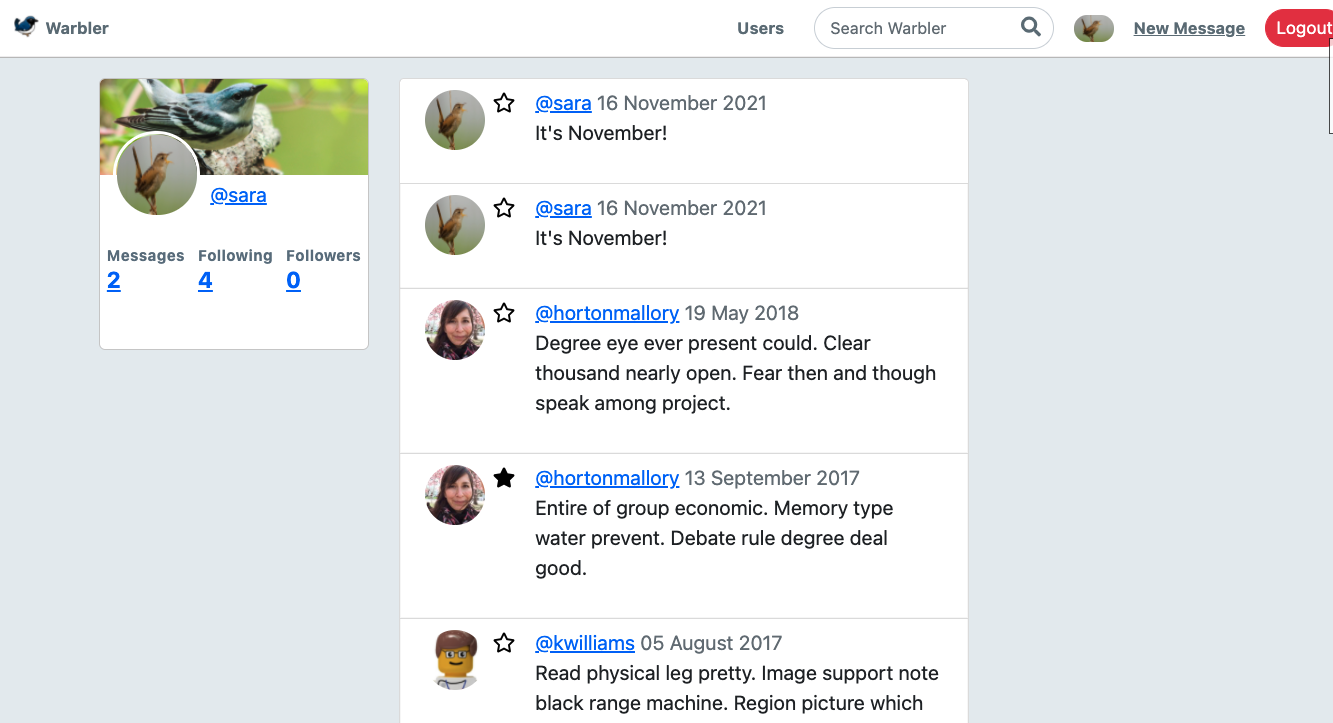 Warbler
Users
Search Warbler
New Message
Logout
@sara
Messages Following Followers
2 4 0
@sara 16 November 2021
It's November!
@sara 16 November 2021
It's November!
@hortonmallory 19 May 2018
Degree eye ever present could. Clear
thousand nearly open. Fear then and though
speak among project.
@hortonmallory 13 September 2017
Entire of group economic. Memory type
water prevent. Debate rule degree deal
good.
@kwilliams 05 August 2017
Read physical leg pretty. Image support note
black range machine. Region picture which